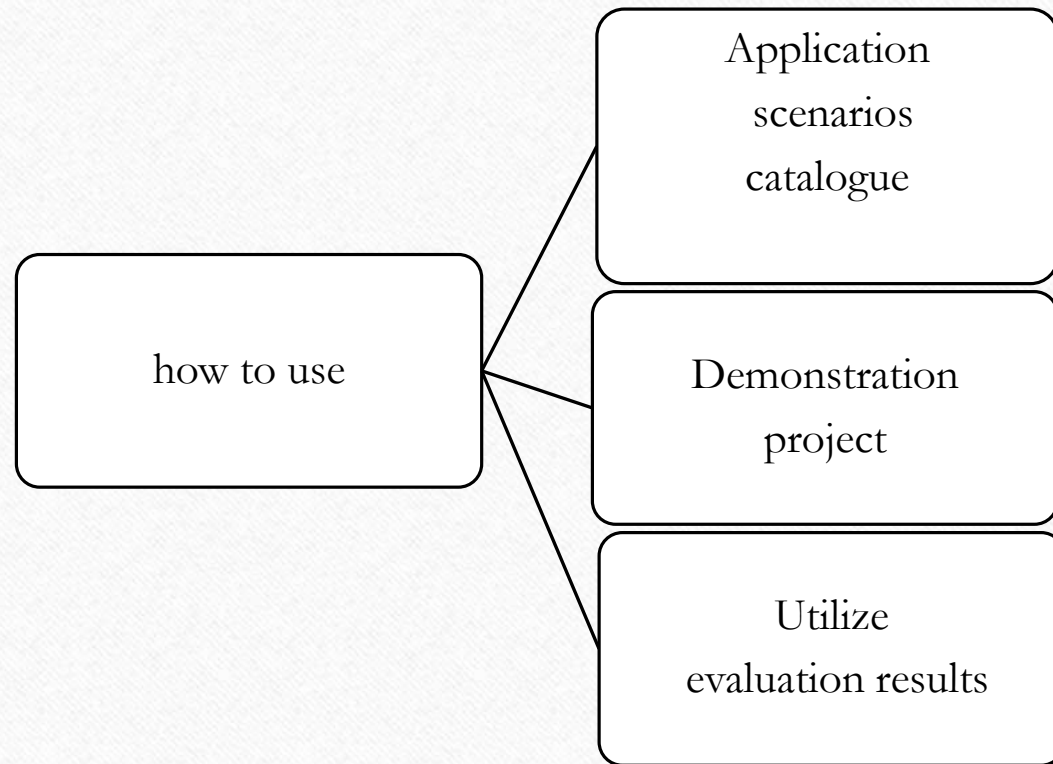 how to use
Application
scenarios
catalogue
Demonstration
project
Utilize
evaluation results